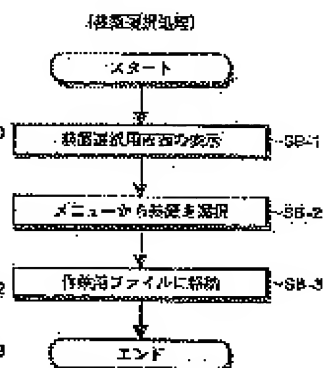 [装置選択処理]
スタート
装置選択用画面の表示
SB-1
メニューから装置を選択
SB-2
作業用ファイルに格納
SB-3
エンド